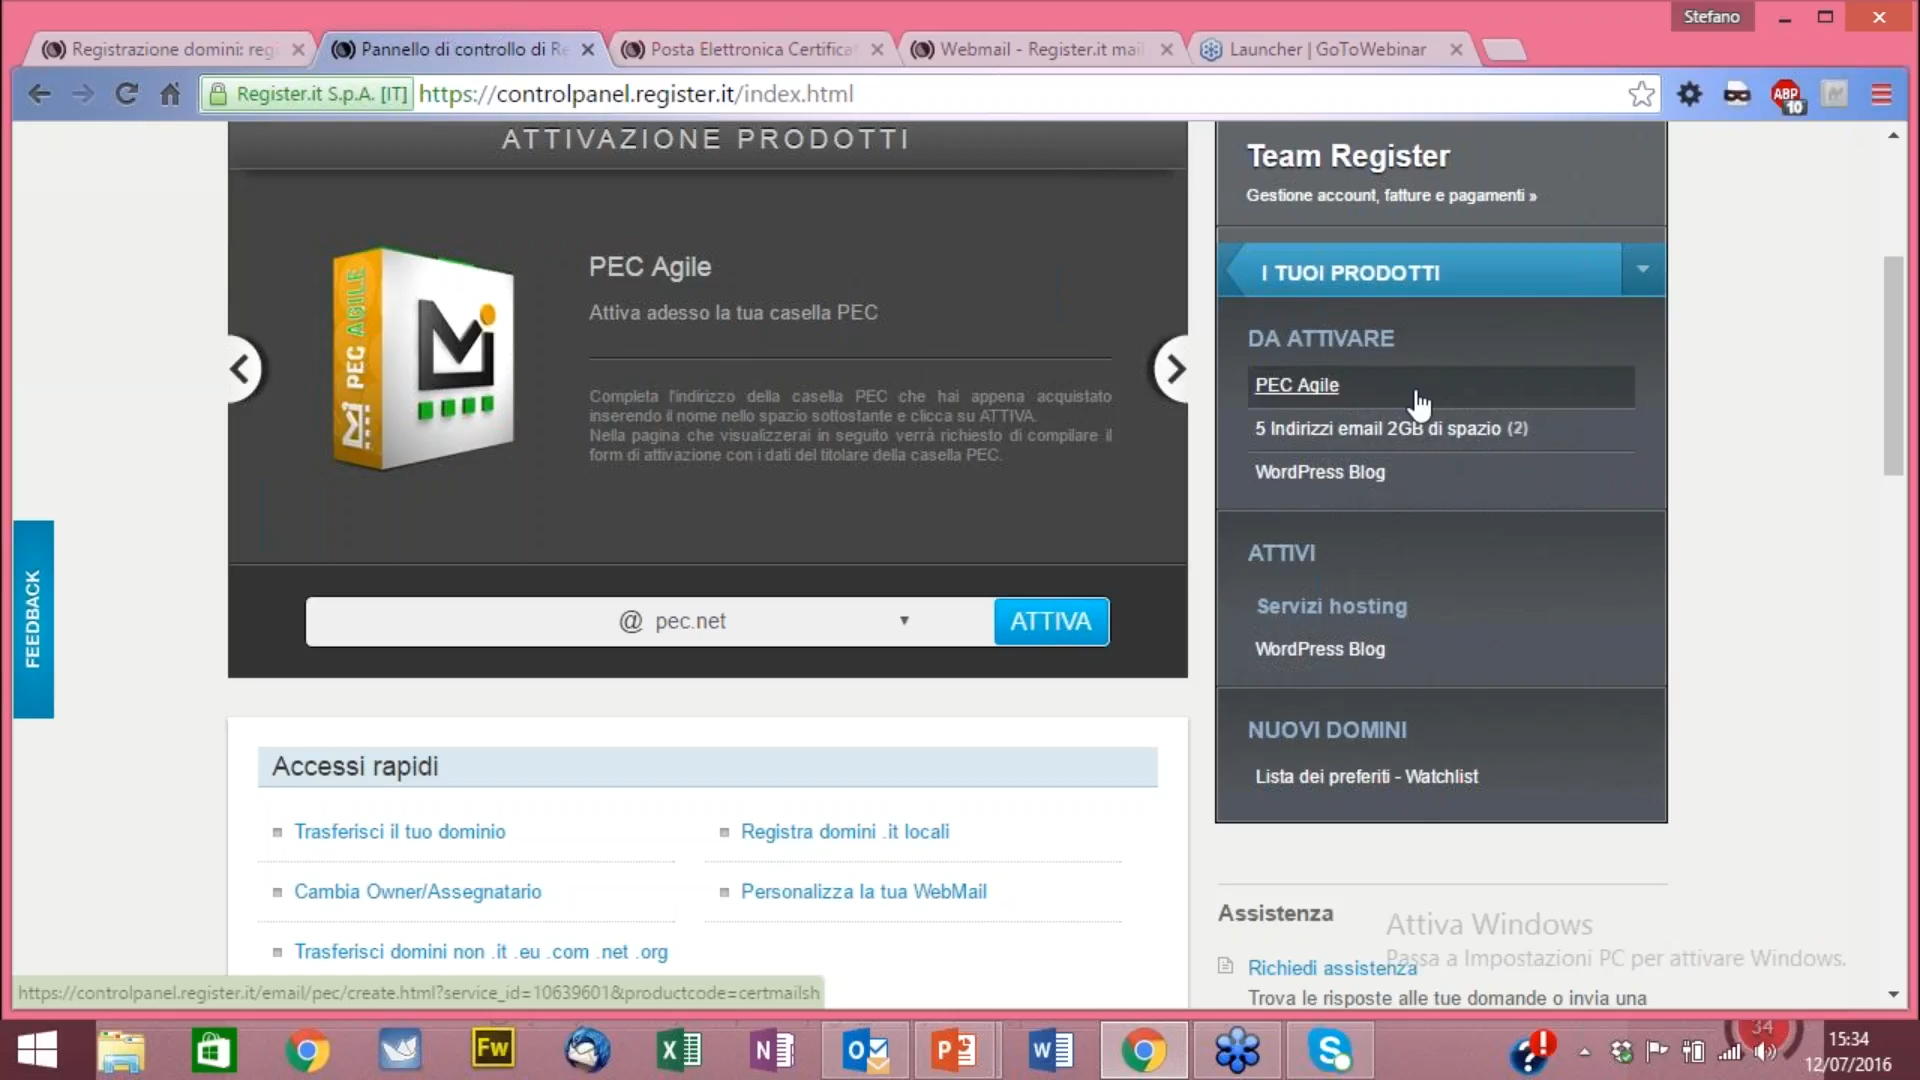 Stefano
Registrazione domini: reg
Pannello di controllo di Re
Posta Elettronica Certifica
Webmail - Register.it mai
Launcher | GoToWebinar
Register.it S.p.A. [IT]
https://controlpanel.register.it/index.html
ABP
10
ATTIVAZIONE PRODOTTI
PEC AGILE
PEC Agile
Attiva adesso la tua casella PEC
Completa l'indirizzo della casella PEC che hai appena acquistato
inserendo il nome nello spazio sottostante e clicca su ATTIVA.
Nella pagina che visualizzerai in seguito verrà richiesto di compilare il
form di attivazione con i dati del titolare della casella PEC.
@ pec.net
ATTIVA
Team Register
Gestione account, fatture e pagamenti »
I TUOI PRODOTTI
DA ATTIVARE
PEC Agile
5 Indirizzi email 2GB di spazio (2)
WordPress Blog
ATTIVI
Servizi hosting
WordPress Blog
NUOVI DOMINI
Lista dei preferiti - Watchlist
FEEDBACK
Accessi rapidi
Trasferisci il tuo dominio
Registra domini .it locali
Cambia Owner/Assegnatario
Personalizza la tua WebMail
Trasferisci domini non .it .eu .com .net .org
Assistenza
Richiedi assistenza
Trova le risposte alle tue domande o invia una
Attiva Windows
Passa a Impostazioni PC per attivare Windows.
https://controlpanel.register.it/email/pec/create.html?service_id=10639601&productcode=certmailsh
Fw
34
15:34
12/07/2016